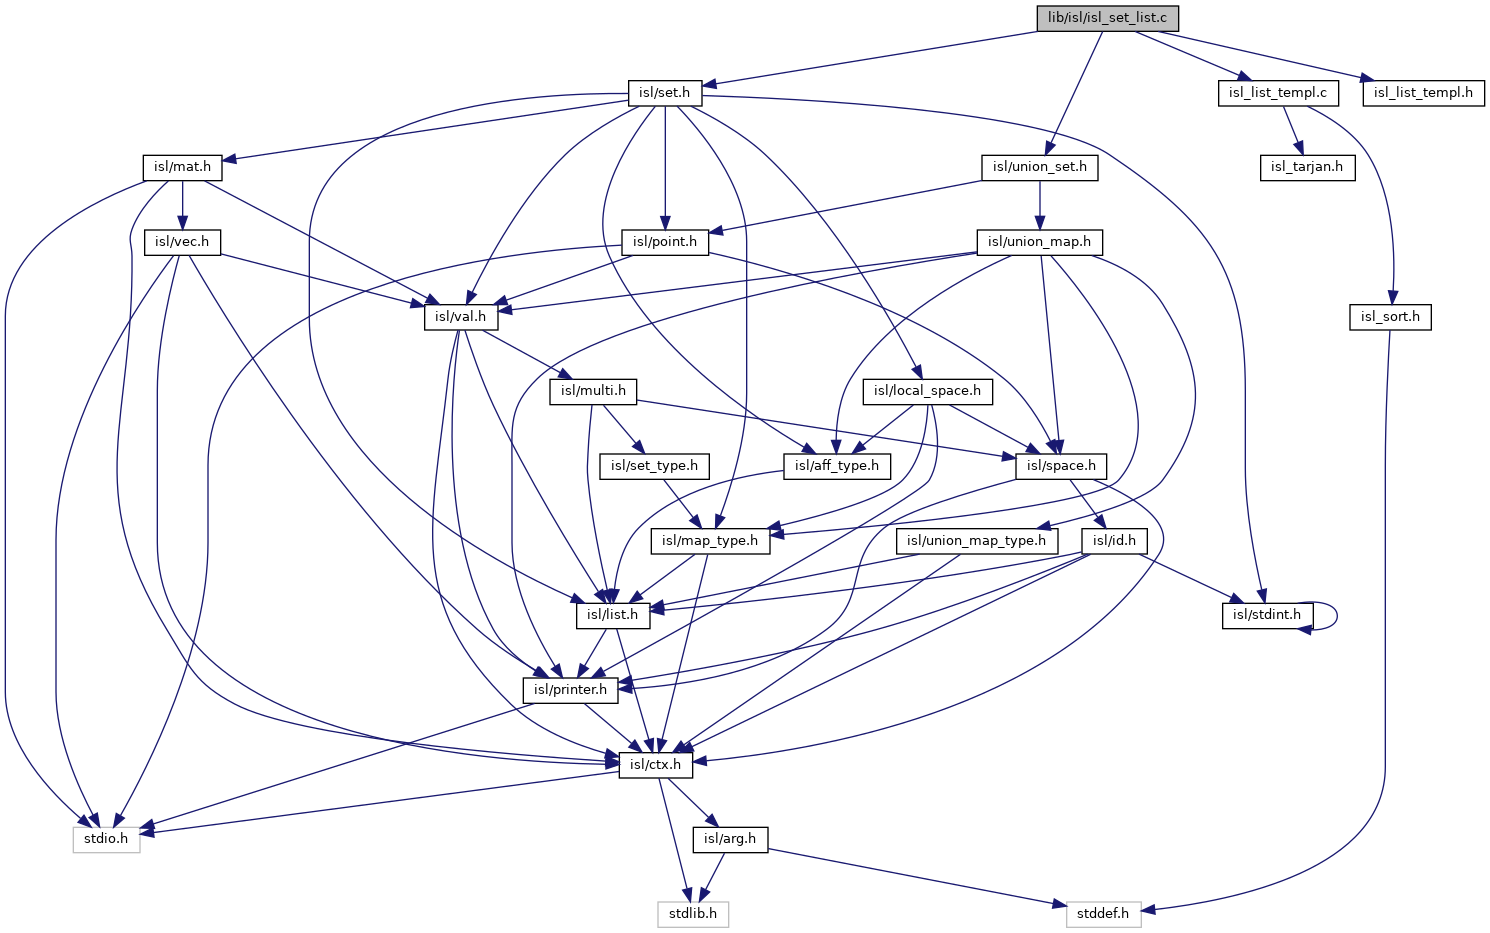 lib/isl/isl_set_list.c
isl/set.h
isl_list_templ.c
isl_list_templ.h
isl/mat.h
isl/union_set.h
isl_tarjan.h
isl/vec.h
isl/point.h
isl/union_map.h
isl/val.h
isl_sort.h
isl/multi.h
isl/local_space.h
isl/set_type.h
isl/aff_type.h
isl/space.h
isl/map_type.h
isl/union_map_type.h
isl/id.h
isl/list.h
isl/stdint.h
isl/printer.h
isl/ctx.h
stdio.h
isl/arg.h
stdlib.h
stddef.h